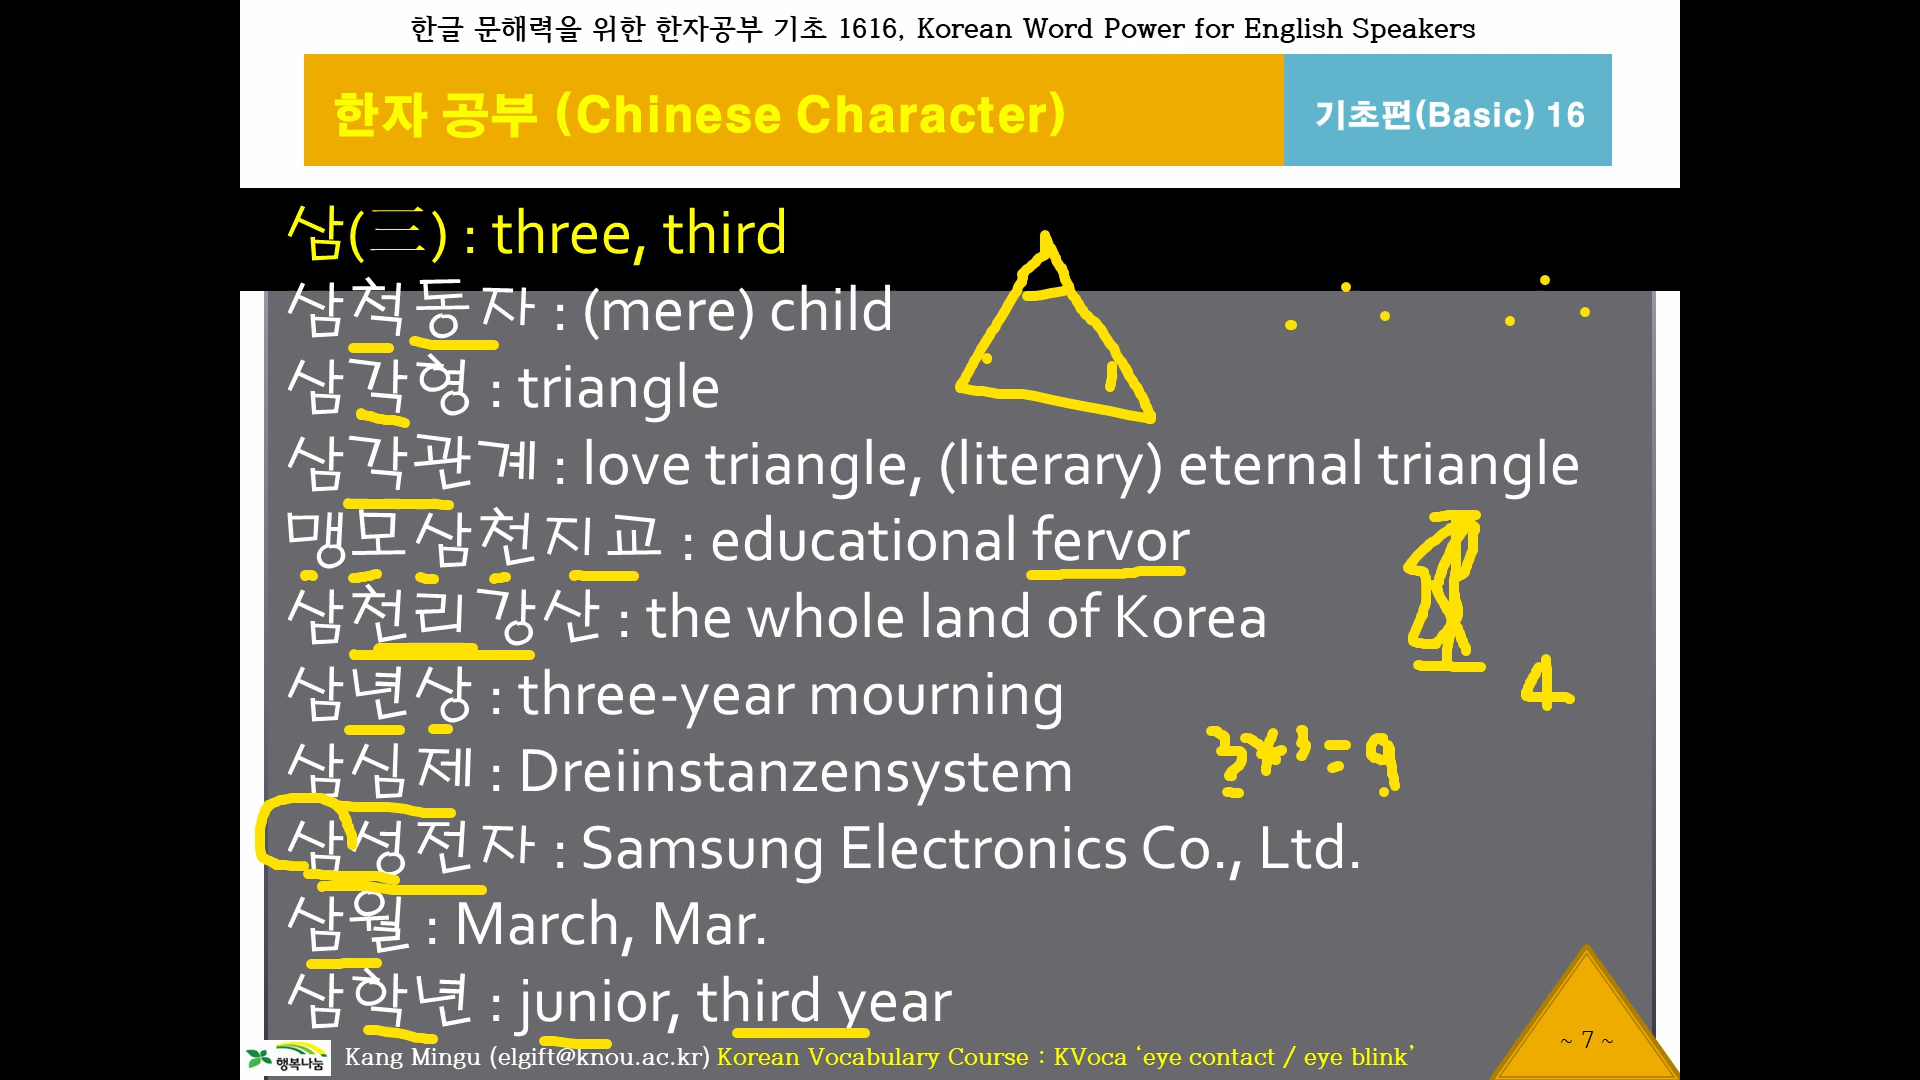 한글 문해력을 위한 한자공부 기초 1616, Korean Word Power for English Speakers
한자 공부 (Chinese Character)
기초편(Basic) 16
삼(三) : three, third
삼척동자 : (mere) child
삼각형 : triangle
삼각관계 : love triangle, (literary) eternal triangle
맹모삼천지교 : educational fervor
삼천리강산 : the whole land of Korea
삼년상 : three-year mourning
삼심제 : Dreiinstanzensystem
삼성전자 : Samsung Electronics Co., Ltd.
삼월 : March, Mar.
삼학년 : junior, third year
4
~ 7 ~
행복나눔
Kang Mingu (elgift@knou.ac.kr) Korean Vocabulary Course : KVoca ‘eye contact / eye blink’